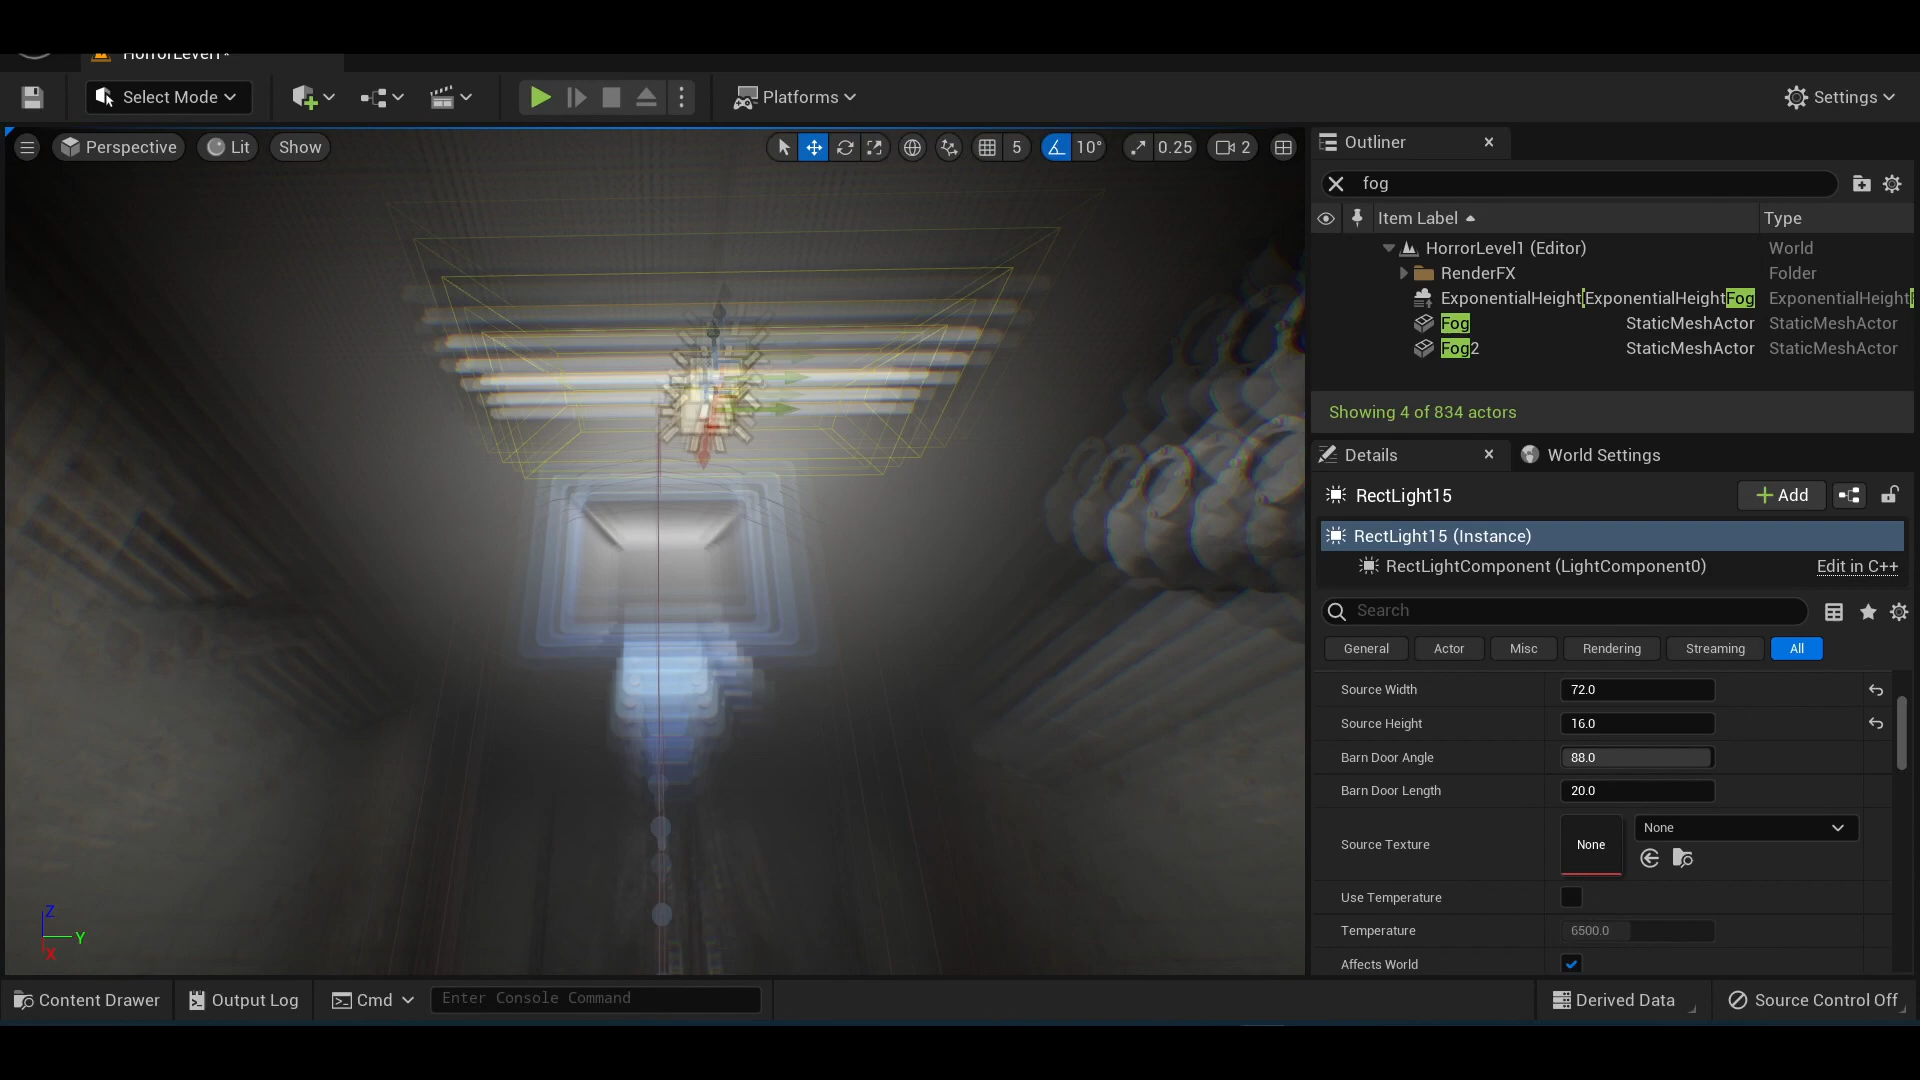 HorrorLevel1*
Select Mode
Platforms
Settings
Perspective
Lit
Show
5
10°
0.25
2
Outliner
fog
Item Label
Type
HorrorLevel1 (Editor)
World
RenderFX
Folder
ExponentialHeight
ExponentialHeightFog
ExponentialHeight
Fog
StaticMeshActor
StaticMeshActor
Fog2
StaticMeshActor
StaticMeshActor
Showing 4 of 834 actors
Details
World Settings
RectLight15
Add
RectLight15 (Instance)
RectLightComponent (LightComponent0)
Edit in C++
Search
General
Actor
Misc
Rendering
Streaming
All
Source Width
72.0
Source Height
16.0
Barn Door Angle
88.0
Barn Door Length
20.0
Source Texture
None
None
Use Temperature
Temperature
6500.0
Affects World
Z
Y
X
Content Drawer
Output Log
Cmd
Enter Console Command
Derived Data
Source Control Off